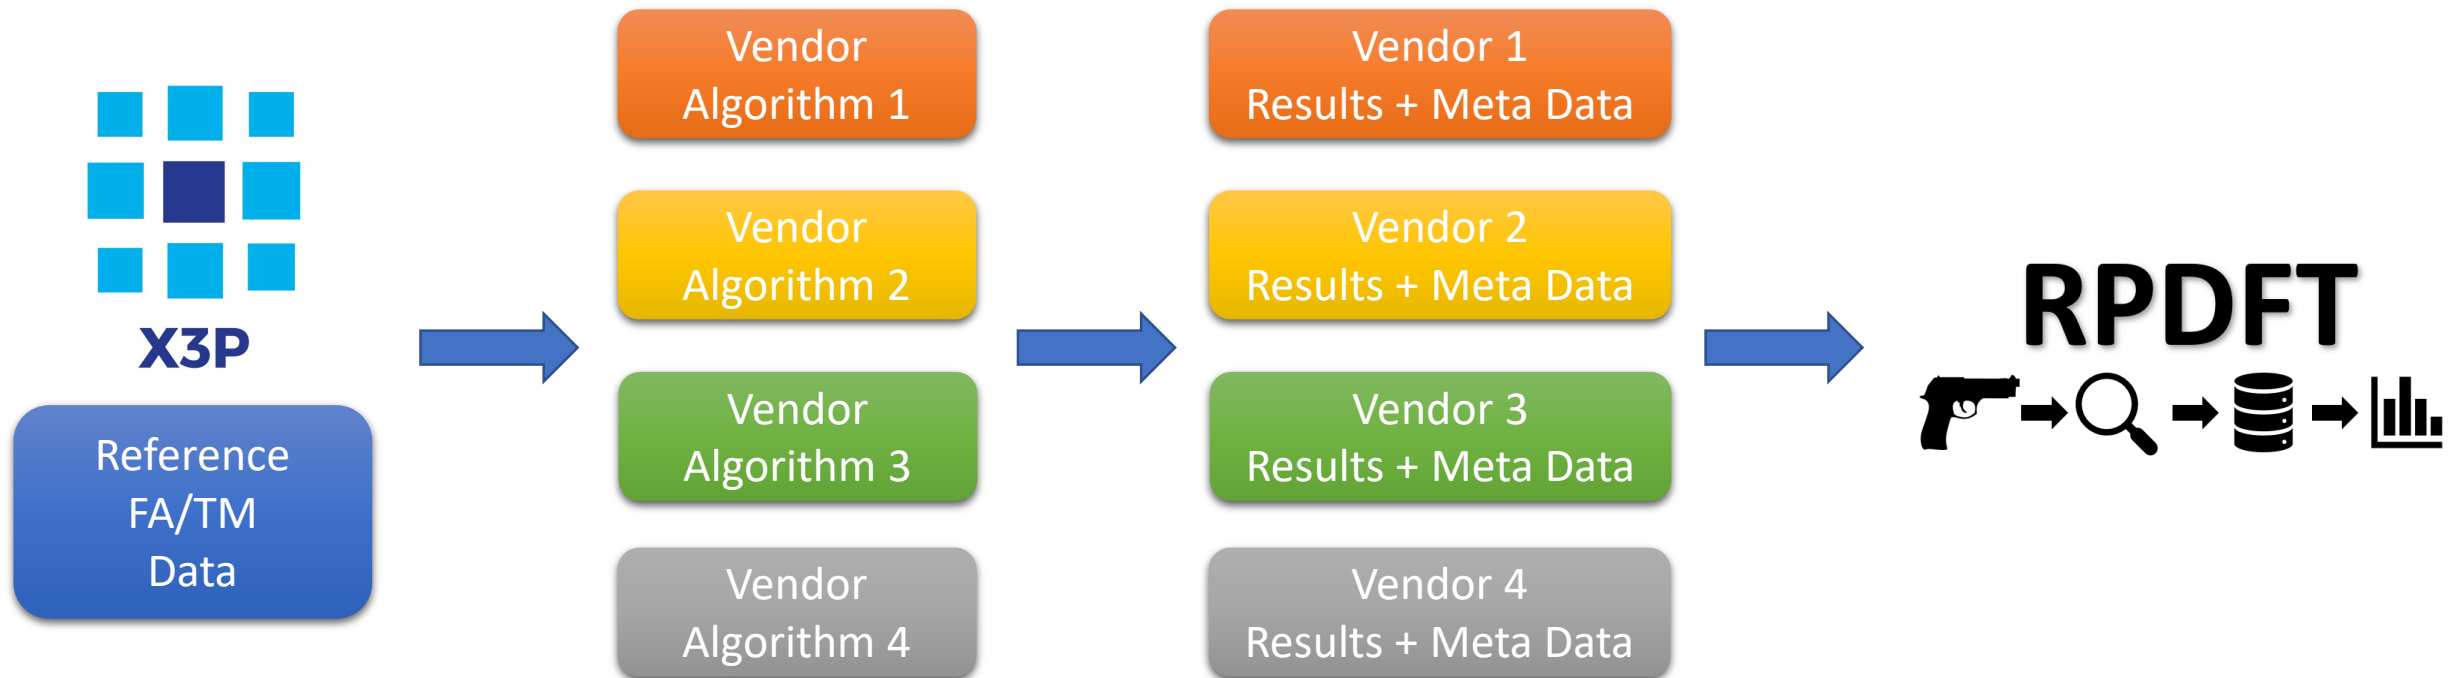 X3P
Reference
FA/TM
Data
Vendor
Algorithm 1
Vendor
Algorithm 2
Vendor
Algorithm 3
Vendor
Algorithm 4
Vendor 1
Results + Meta Data
Vendor 2
Results + Meta Data
Vendor 3
Results + Meta Data
Vendor 4
Results + Meta Data
RPDFT